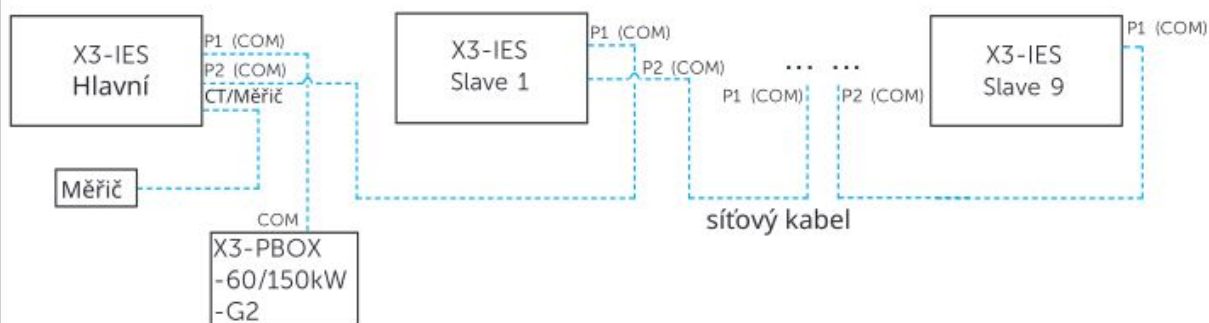 X3-IES
Hlavní
P1 (COM)
P2 (COM)
CT/Měřič
X3-IES
Slave 1
P1 (COM)
P2 (COM)
... ...
P1 (COM)
P2 (COM)
X3-IES
Slave 9
P1 (COM)
Měřič
síťový kabel
COM
X3-PBOX
-60/150kW
-G2